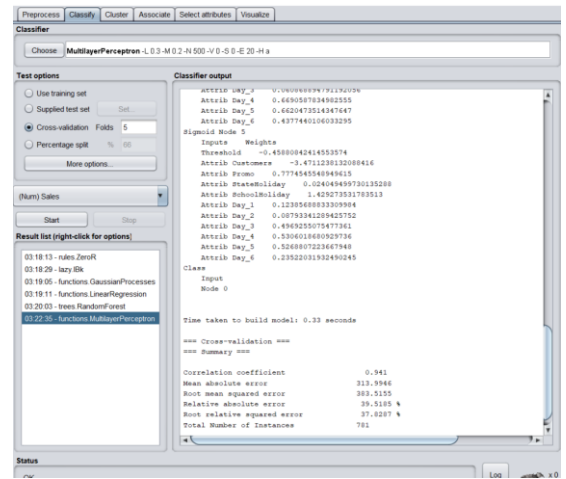 Preprocess Classify Cluster Associate Select attributes Visualize
Classifier
Choose MultilayerPerceptron -L 0.3 -M 0.2 -N 500 -V 0 -S 0 -E 20 -H a
Test options
Use training set
Supplied test set Set...
Cross-validation Folds 5
Percentage split % 66
More options...
(Num) Sales
Start Stop
Result list (right-click for options)
03:18:13 - rules.ZeroR
03:18:29 - lazy.IBk
03:19:05 - functions.GaussianProcesses
03:19:11 - functions.LinearRegression
03:20:03 - trees.RandomForest
03:22:35 - functions.MultilayerPerceptron
Classifier output
Attrib Day_3
Attrib Day_4 0.6690587034982555
Attrib Day_5 0.6620473514347647
Attrib Day_6 0.4377440106033295
Sigmoid Node 5
Inputs Weights
Threshold -0.45880842414553574
Attrib Customers -3.4711238132088416
Attrib Promo 0.7774545548949615
Attrib StateHoliday 0.024049499730135288
Attrib SchoolHoliday 1.429273531783513
Attrib Day_1 0.12385688833309984
Attrib Day_2 0.08793341289425752
Attrib Day_3 0.4969255075477361
Attrib Day_4 0.5306018680929736
Attrib Day_5 0.5268807223667948
Attrib Day_6 0.23522031932490245
Class
Input
Node 0
Time taken to build model: 0.33 seconds
=== Cross-validation ===
=== Summary ===
Correlation coefficient 0.941
Mean absolute error 313.9946
Root mean squared error 383.5155
Relative absolute error 39.5185 %
Root relative squared error 37.8287 %
Total Number of Instances 781
Status
OK
Log x 0